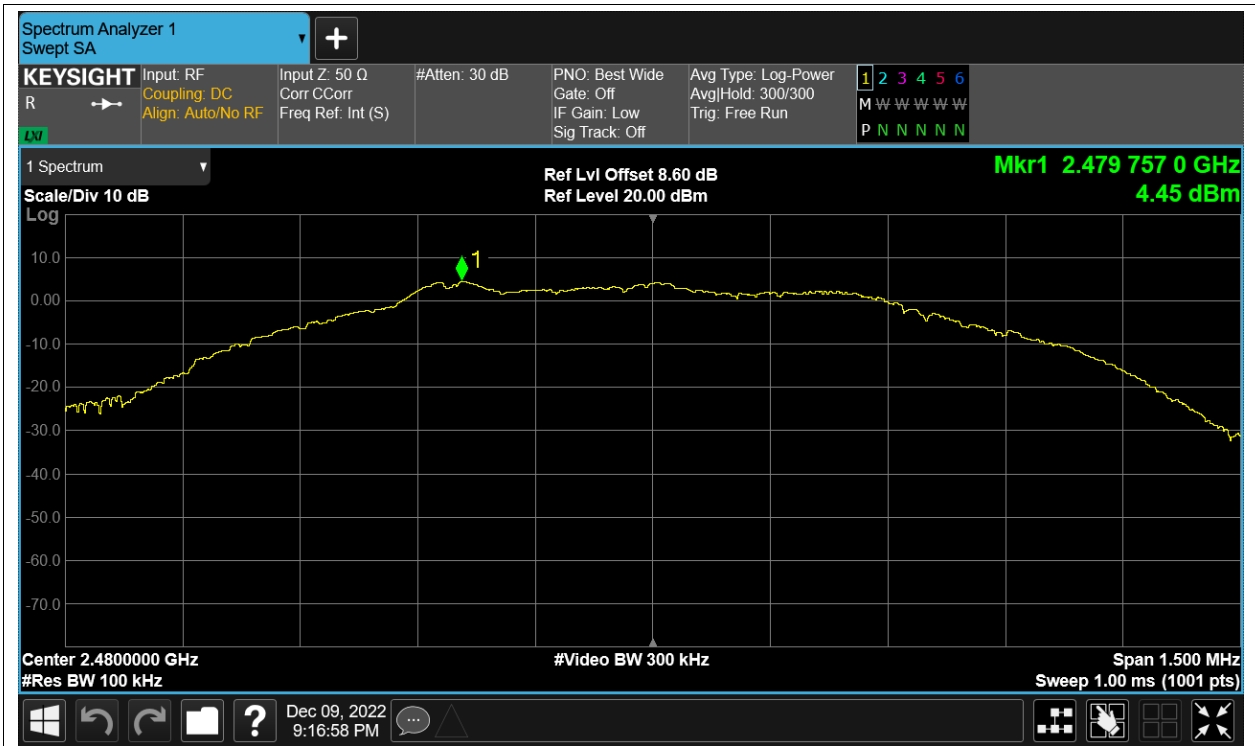 Spectrum Analyzer 1
Swept SA
KEYSIGHT
R
LXI
Input: RF
Coupling: DC
Align: Auto/No RF
Input Z: 50 Ω
Corr CCorr
Freq Ref: Int (S)
#Atten: 30 dB
PNO: Best Wide
Gate: Off
IF Gain: Low
Sig Track: Off
Avg Type: Log-Power
Avg|Hold: 300/300
Trig: Free Run
1 2 3 4 5 6
M W W W W W W
P N N N N N N
1 Spectrum
Scale/Div 10 dB
Log
Ref Lvl Offset 8.60 dB
Ref Level 20.00 dBm
Mkr1 2.479 757 0 GHz
4.45 dBm
1
10.0
0.00
-10.0
-20.0
-30.0
-40.0
-50.0
-60.0
-70.0
Center 2.4800000 GHz
#Res BW 100 kHz
#Video BW 300 kHz
Span 1.500 MHz
Sweep 1.00 ms (1001 pts)
?
Dec 09, 2022
9:16:58 PM